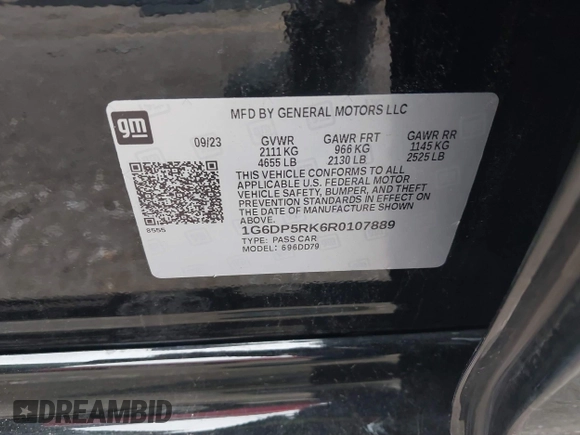 gm
MFD BY GENERAL MOTORS LLC
09/23 GVWR GAWR FRT GAWR RR
2111 KG 966 KG 1145 KG
4655 LB 2130 LB 2525 LB
THIS VEHICLE CONFORMS TO ALL
APPLICABLE U.S. FEDERAL MOTOR
VEHICLE SAFETY, BUMPER, AND THEFT
PREVENTION STANDARDS IN EFFECT ON
THE DATE OF MANUFACTURE SHOWN
ABOVE.
8555
1G6DP5RK6R0107889
TYPE: PASS CAR
MODEL: 696DD79
DREAMBID